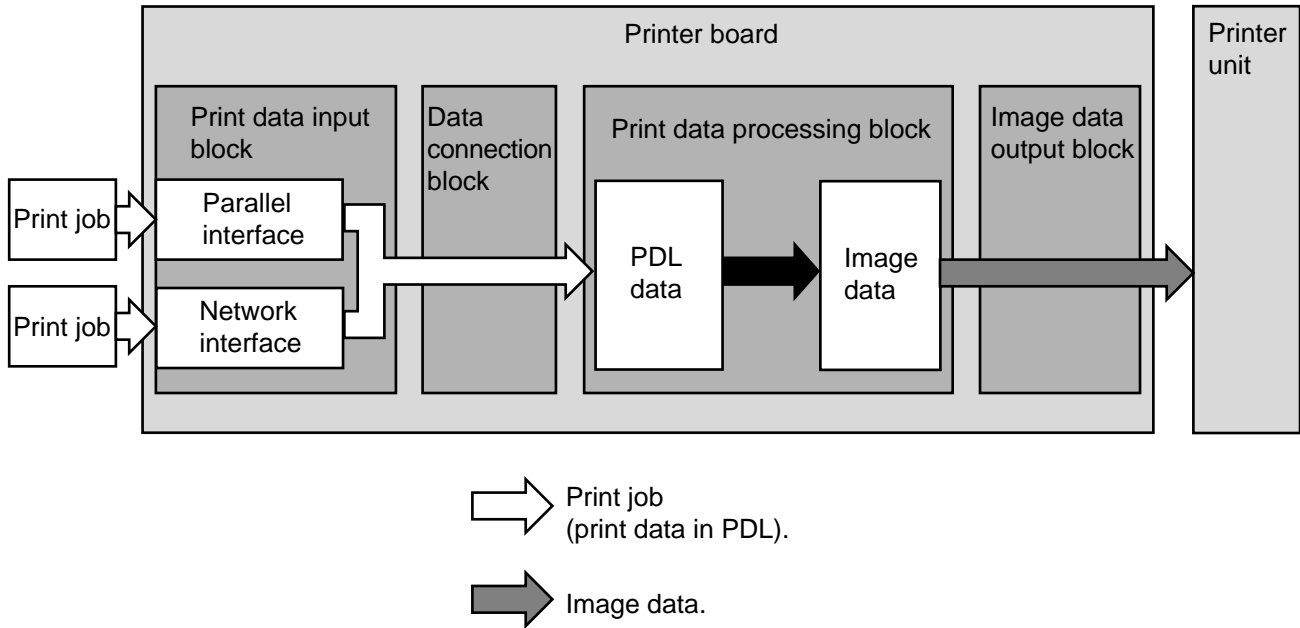 Printer board
Printer
unit
Print data input
block
Data
connection
block
Print data processing block
Image data
output block
Print job
Parallel
interface
PDL
data
Image
data
Print job
Network
interface
Print job
(print data in PDL).
Image data.